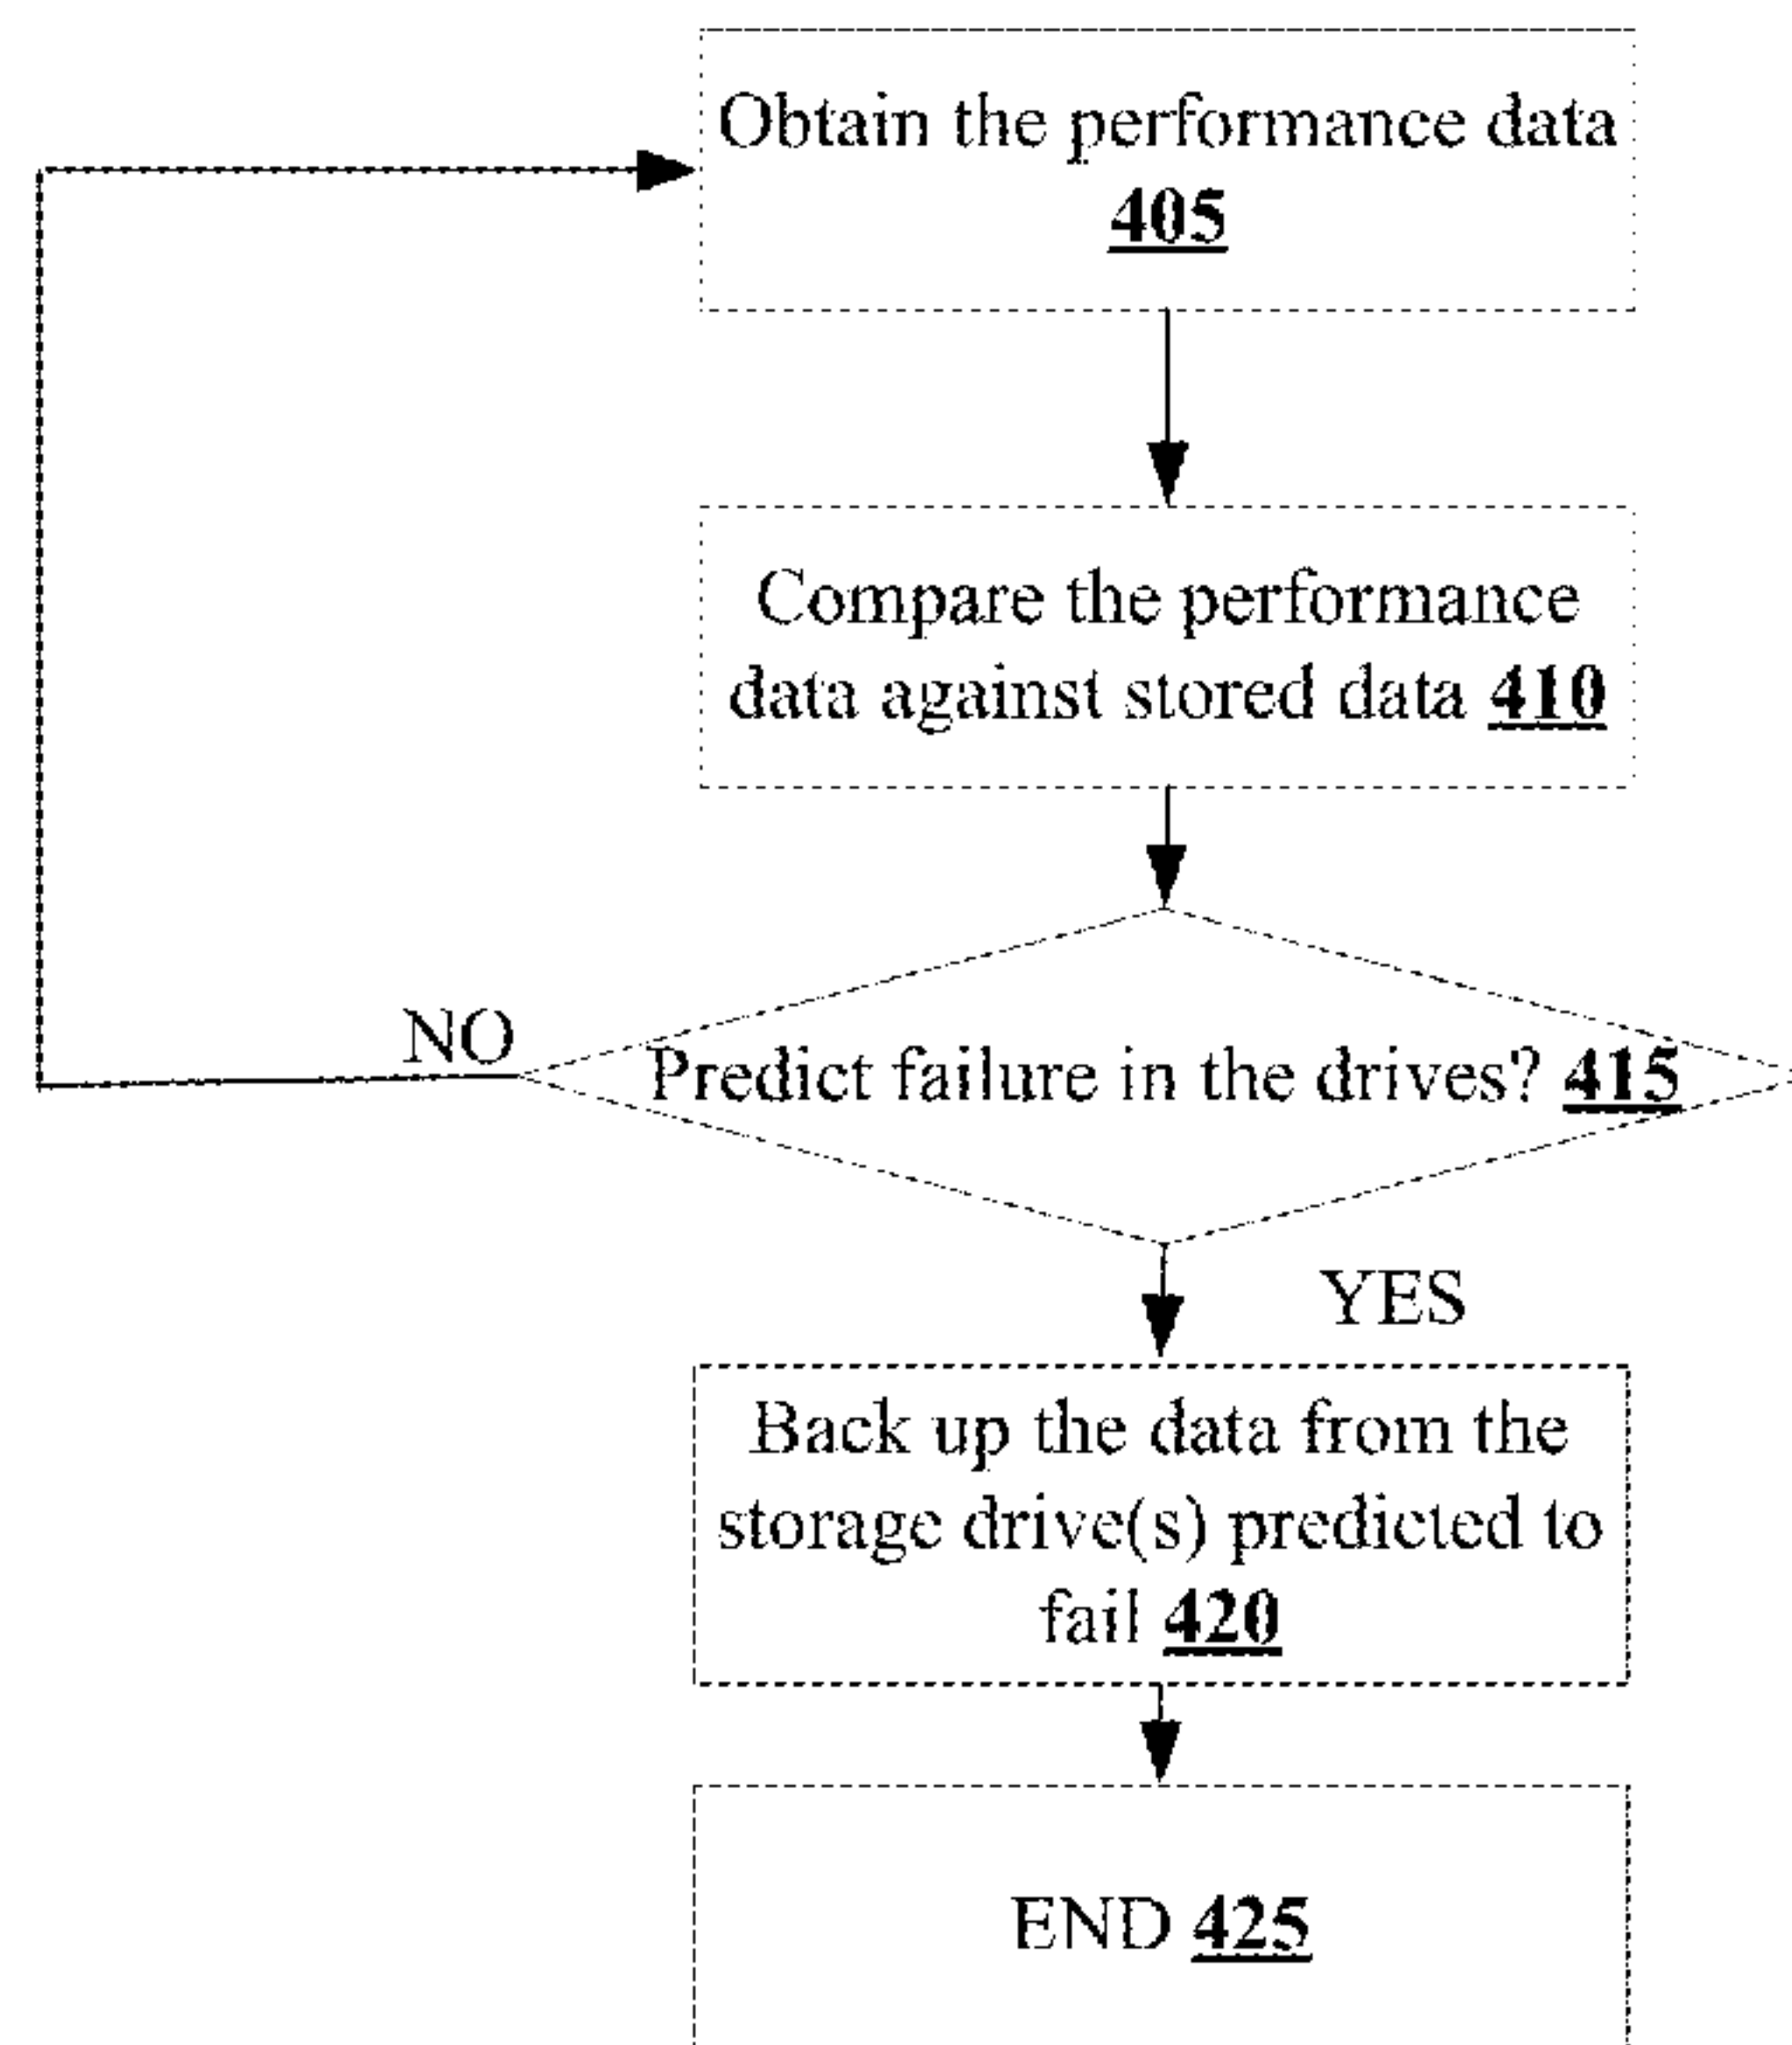 Obtain the performance data
405
Compare the performance
data against stored data 410
NO
Predict failure in the drives? 415
YES
Back up the data from the
storage drive(s) predicted to
fail 420
END 425